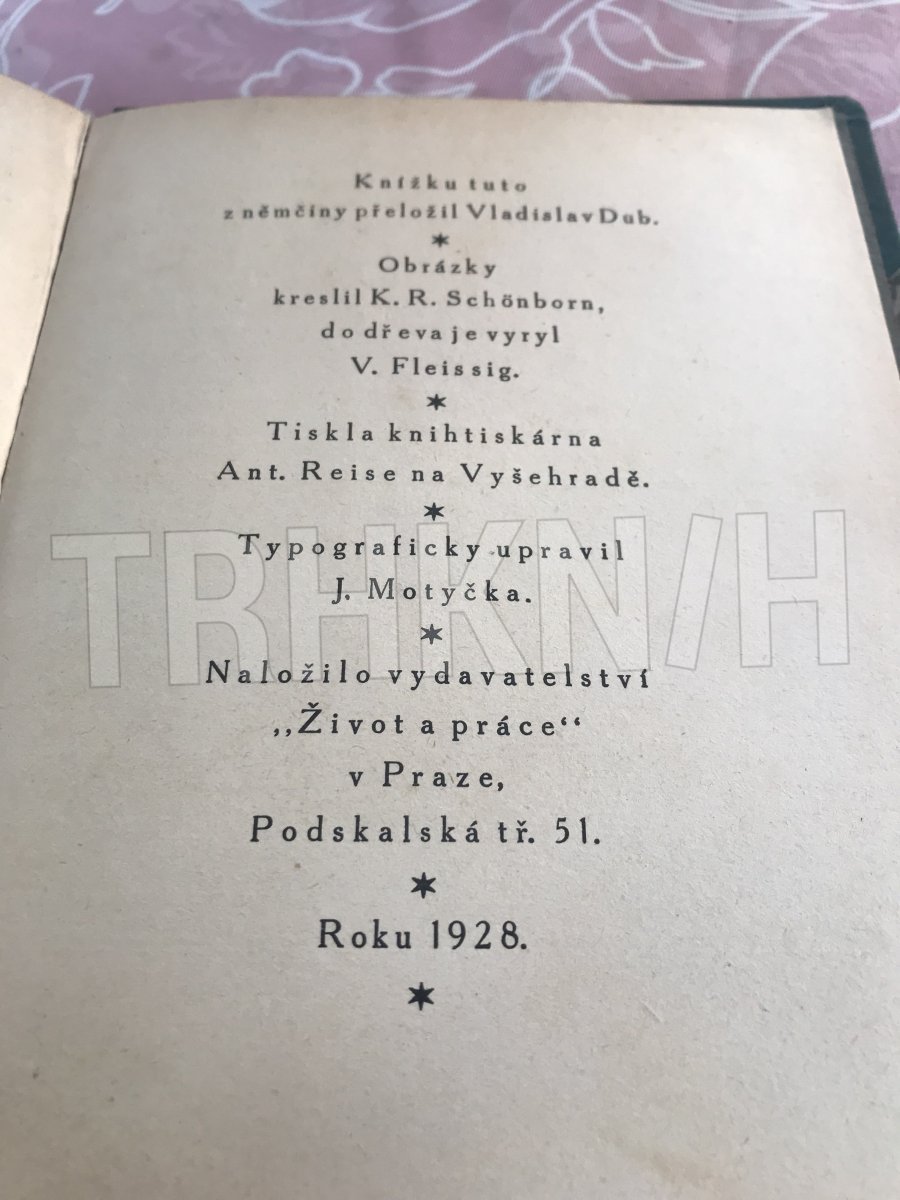 Knížku tuto
z němčiny přeložil Vladislav Dub.
*
Obrázky
kreslil K. R. Schönborn,
do dřeva je vyryl
V. Fleissig.
*
Tiskla knihtiskárna
Ant. Reise na Vyšehradě.
*
Typograficky upravil
J. Motyčka.
*
TRHKN/H
Naložilo vydavatelství
,,Život a práce“
v Praze,
Podskalská tř. 51.
*
Roku 1928.
*